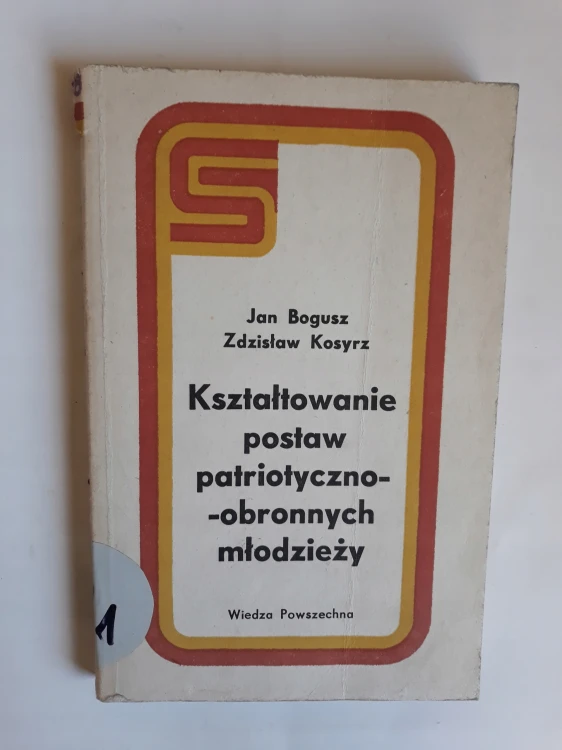 S
Jan Bogusz
Zdzisław Kosyrz
Kształtowanie
postaw
patriotyczno-
-obronnych
młodzieży
Wiedza Powszechna
1